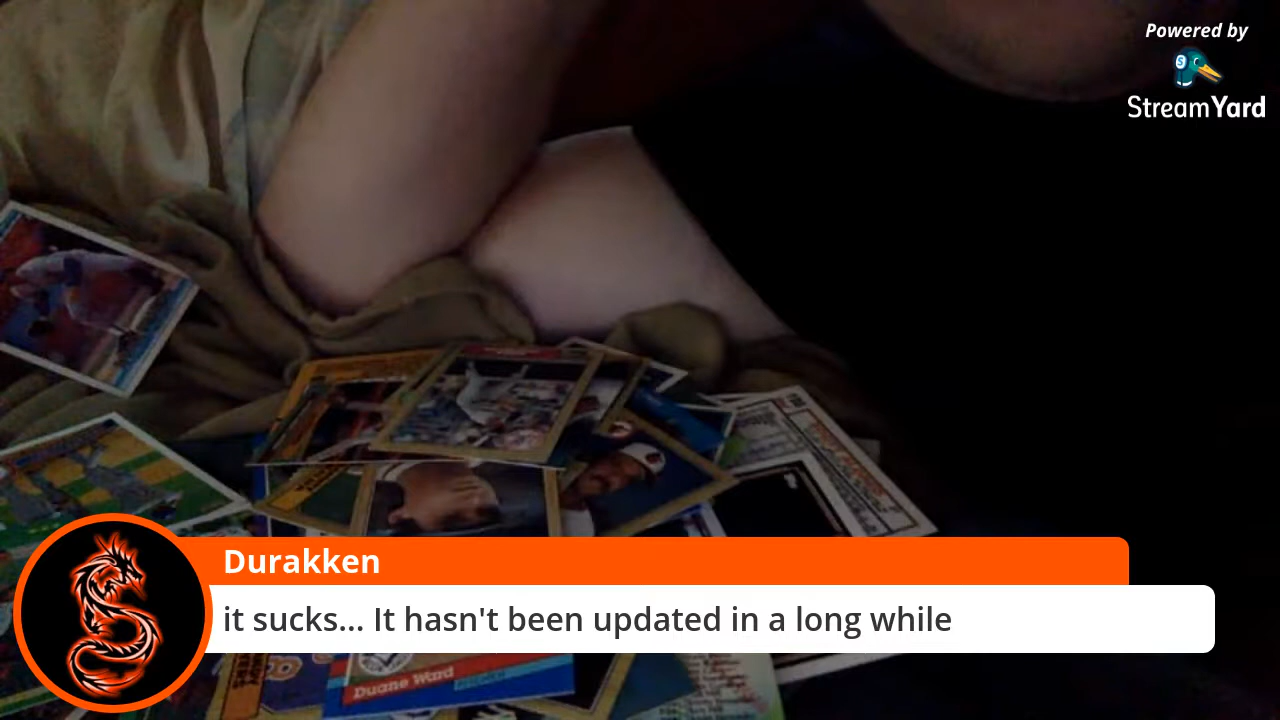 Powered by
StreamYard
Durakken
it sucks... It hasn't been updated in a long while
Duane Ward